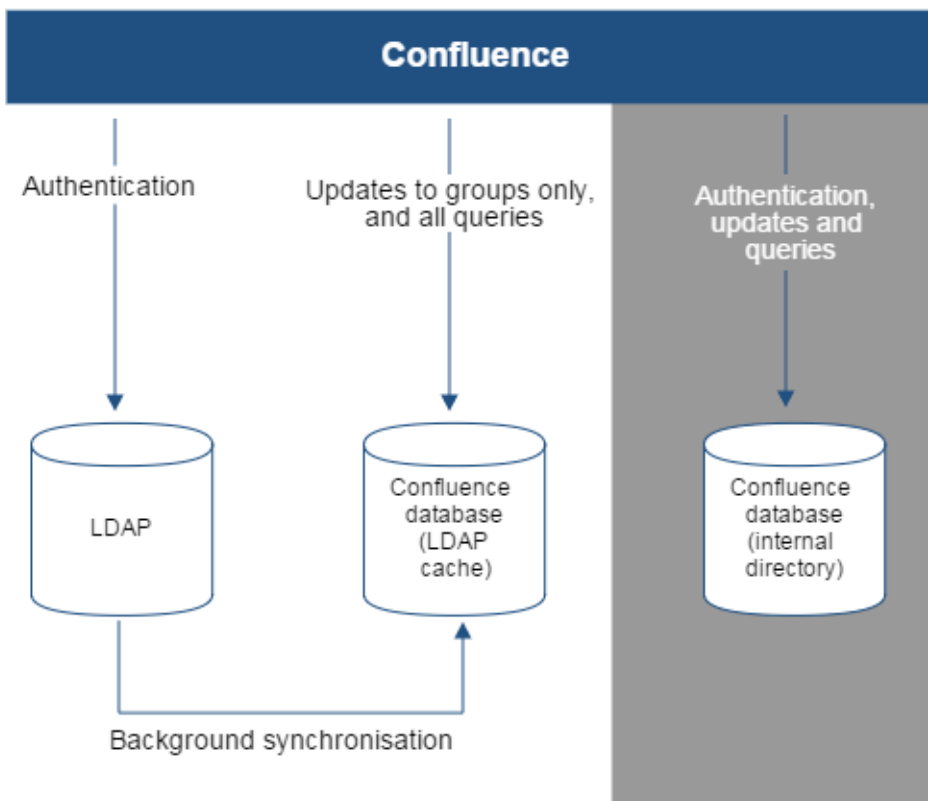 Confluence
Authentication
Updates to groups only,
and all queries
Authentication,
updates and
queries
LDAP
Confluence
database
(LDAP
cache)
Confluence
database
(internal
directory)
Background synchronisation